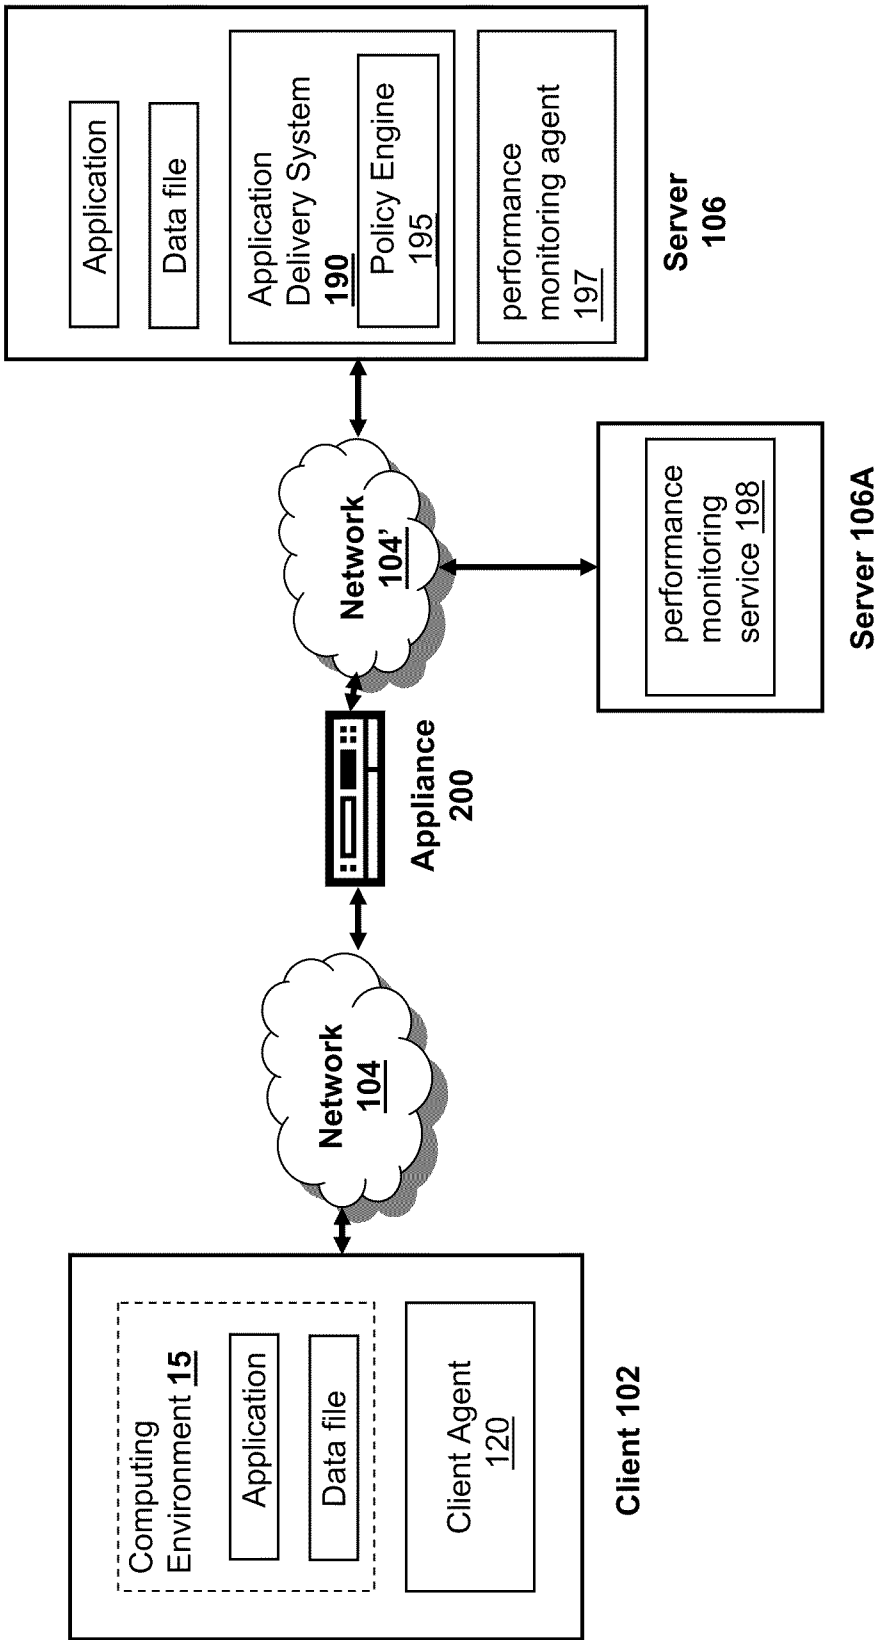 Computing
Environment 15
Application
Data file
Client Agent
120
Client 102
Network
104
Appliance
200
Network
104’
performance
monitoring
service 198
Server 106A
Application
Data file
Application
Delivery System
190
Policy Engine
195
performance
monitoring agent
197
Server
106